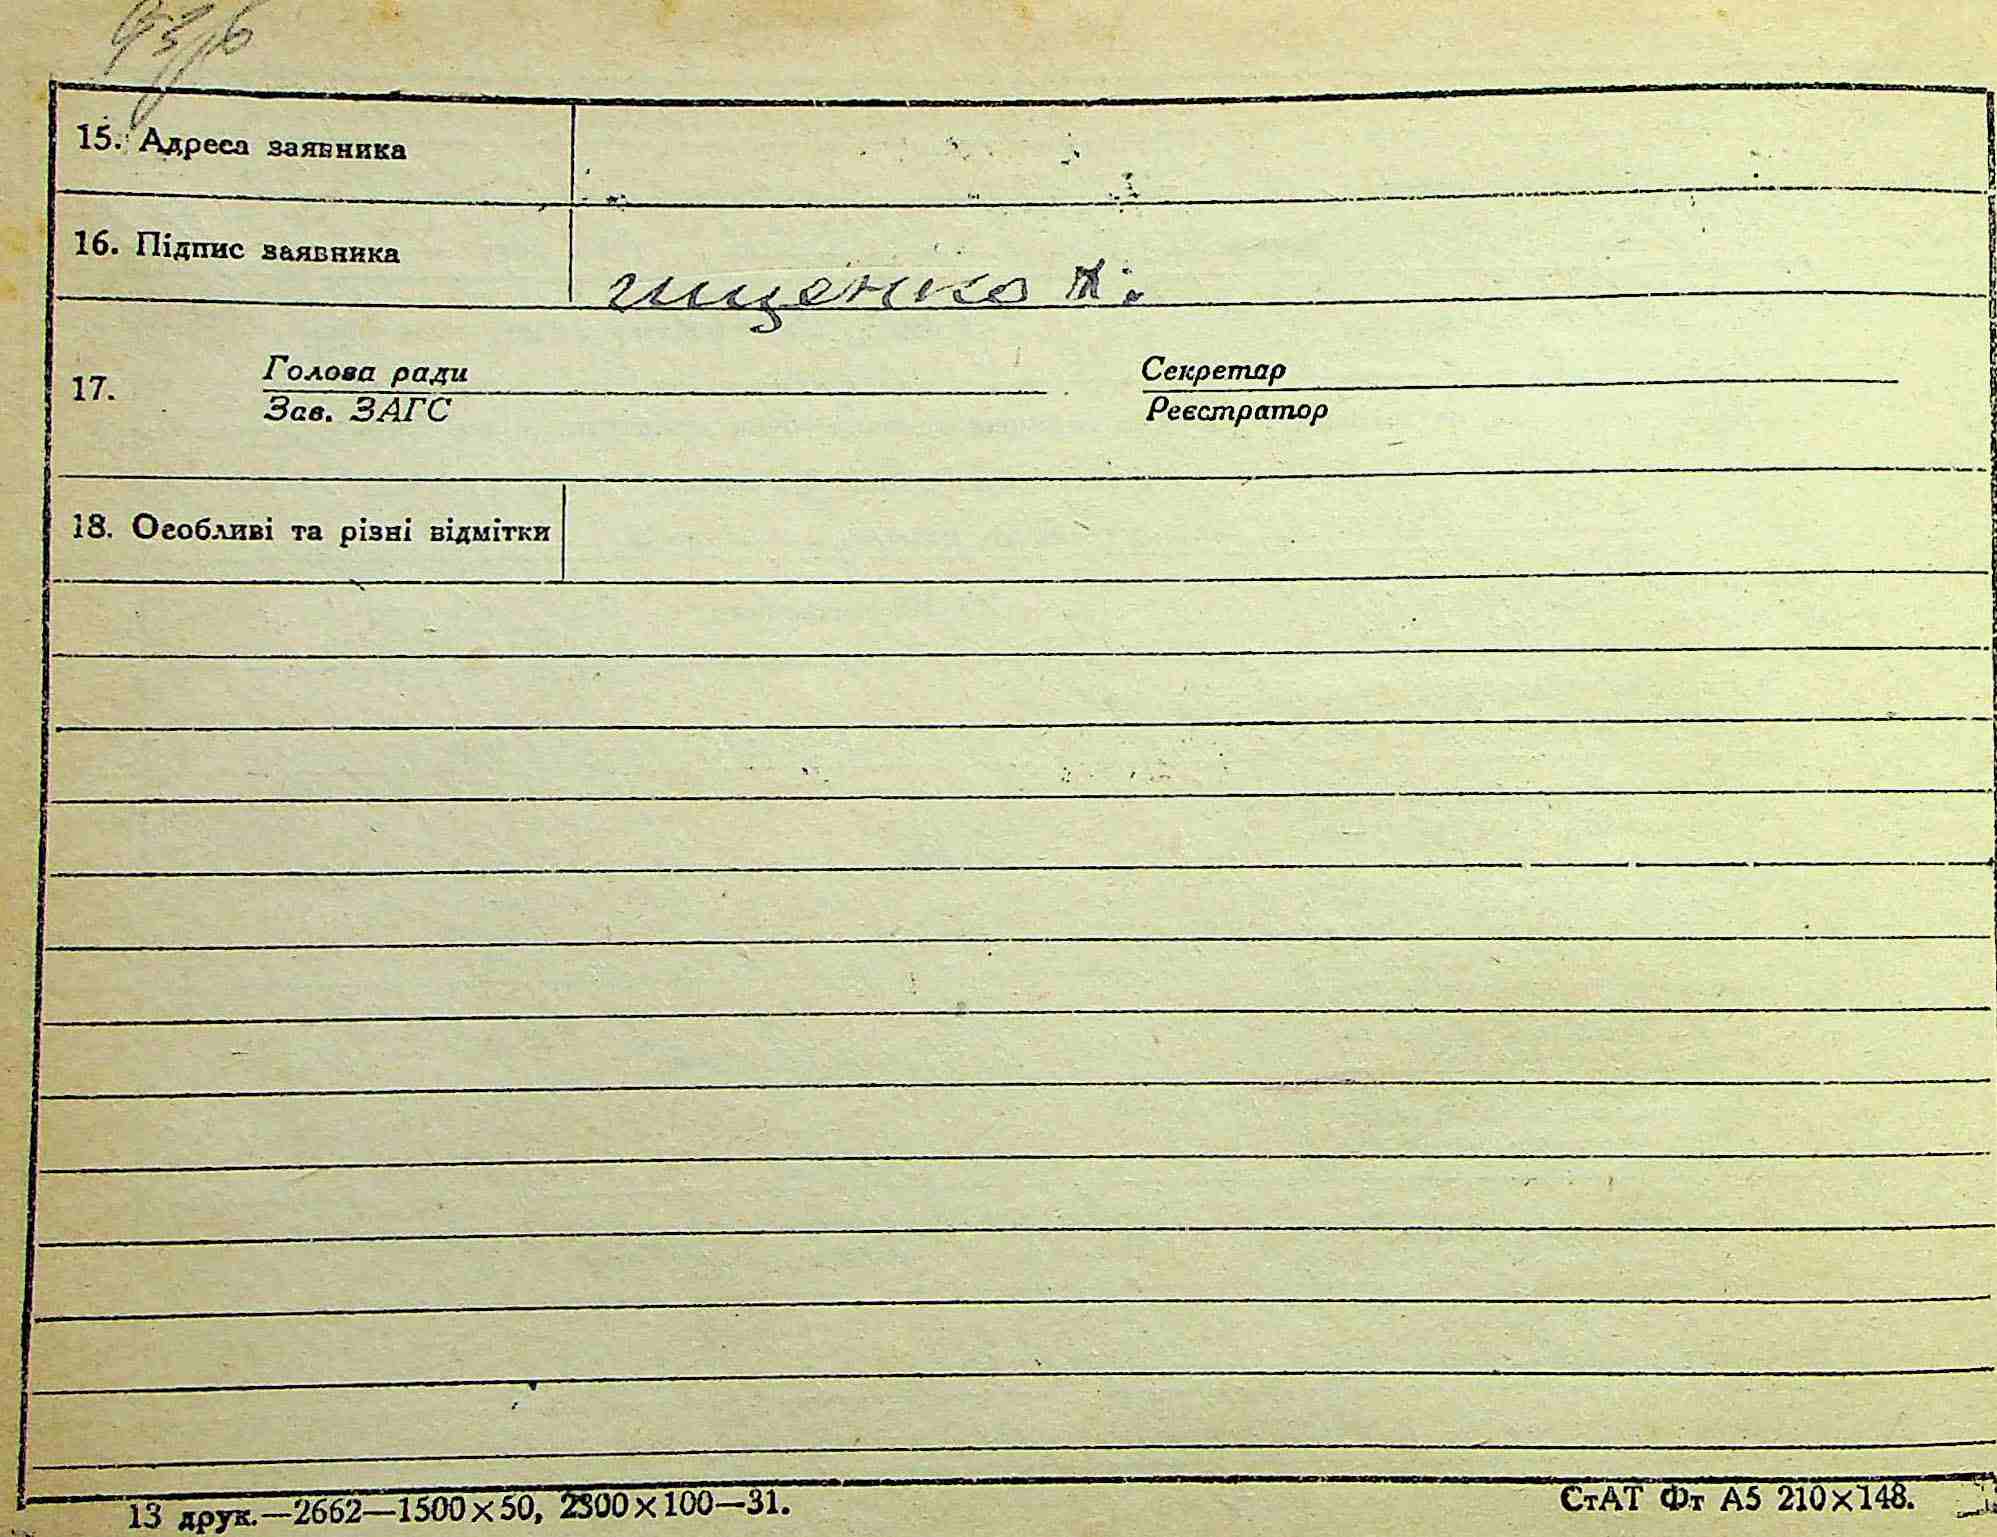 15. Адреса заявника
16. Підпис заявника ищенко А.
17. Голова ради Секретар
Зав. ЗАГС Реєстратор
18. Особливі та різні відмітки
13 друк.—2662—1500×50, 2300×100—31. СтАТ Фт А5 210×148.